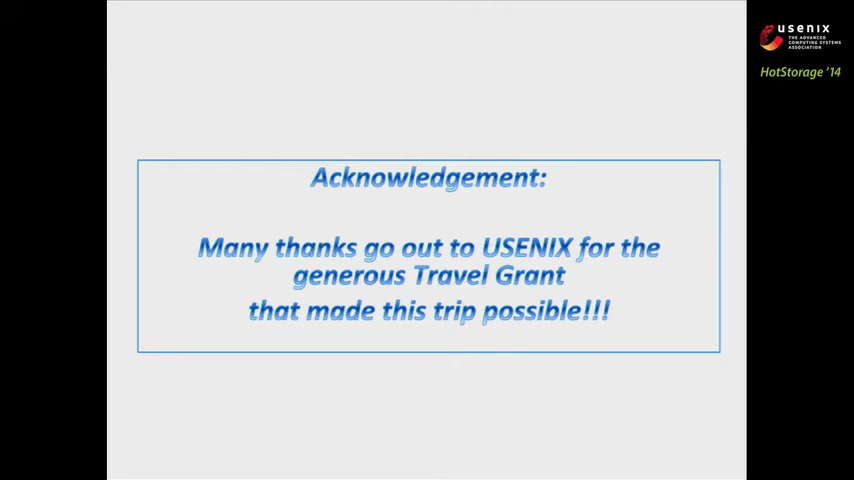 usenix
THE ADVANCED
COMPUTING SYSTEMS
ASSOCIATION
HotStorage '14
Acknowledgement:
Many thanks go out to USENIX for the
generous Travel Grant
that made this trip possible!!!